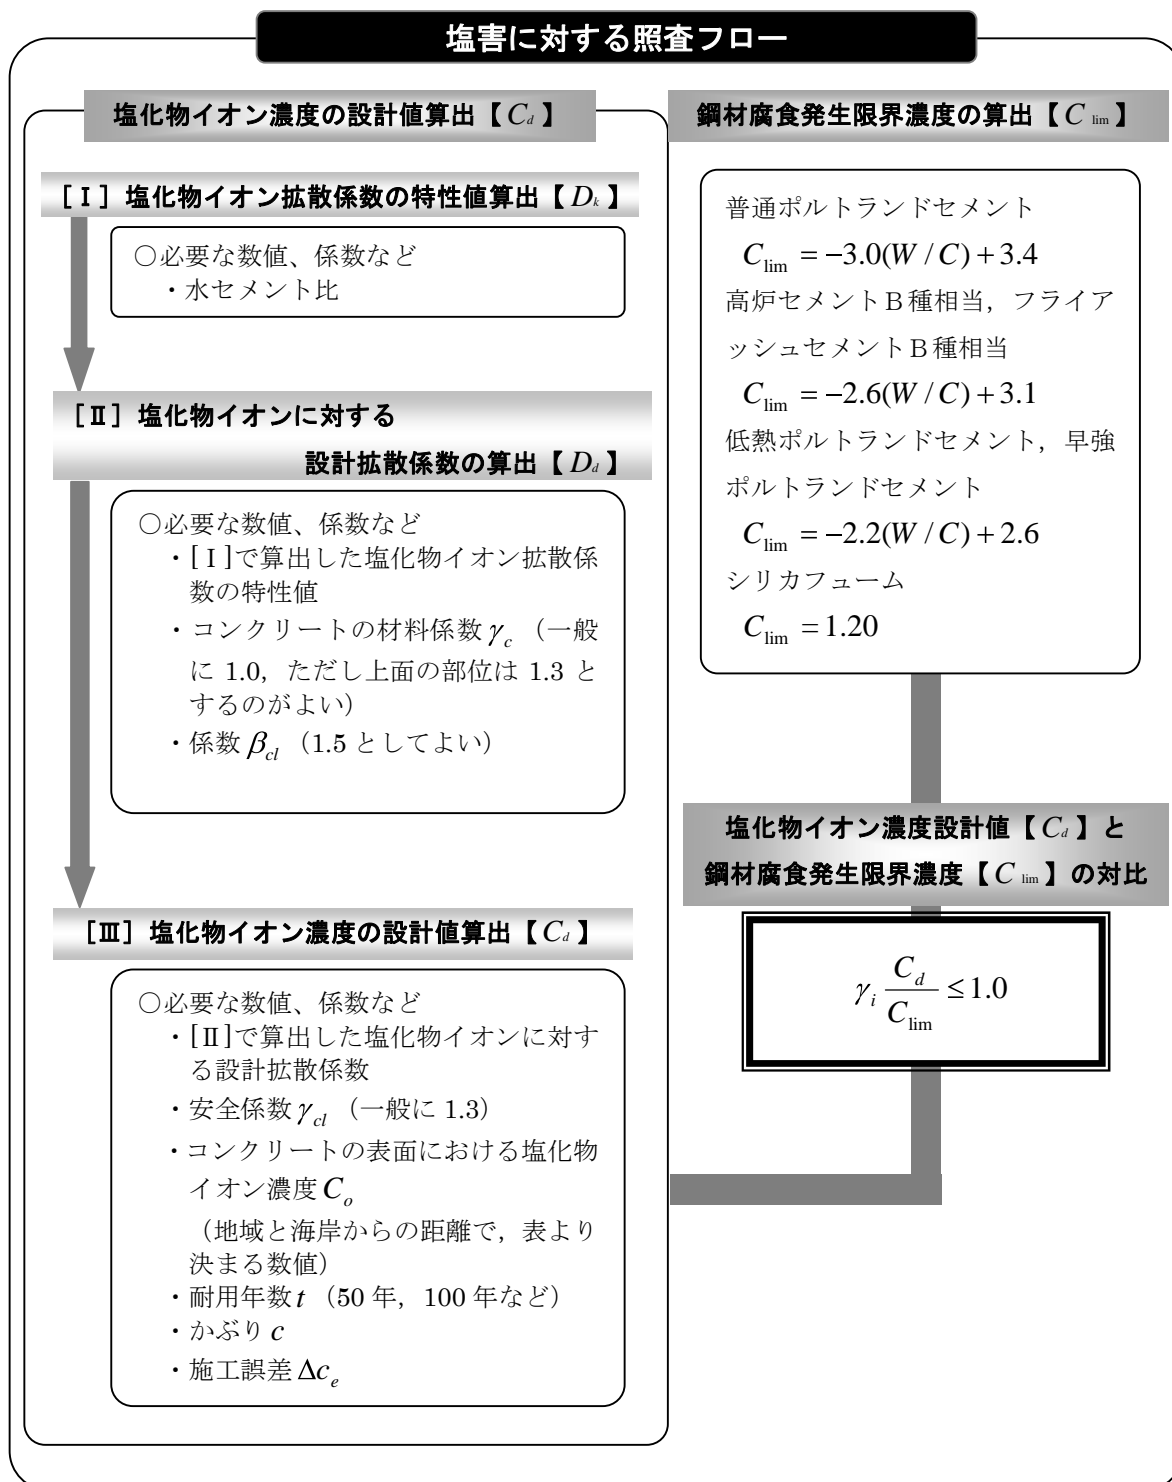 塩害に対する照査フロー
塩化物イオン濃度の設計値算出【C_d】
［Ⅰ］塩化物イオン拡散係数の特性値算出【D_k】
○必要な数値、係数など
・水セメント比
［Ⅱ］塩化物イオンに対する
設計拡散係数の算出【D_d】
○必要な数値、係数など
・[Ⅰ]で算出した塩化物イオン拡散係
数の特性値
・コンクリートの材料係数γ_c（一般
に 1.0，ただし上面の部位は 1.3 と
するのがよい）
・係数β_cl（1.5 としてよい）
［Ⅲ］塩化物イオン濃度の設計値算出【C_d】
○必要な数値、係数など
・[Ⅱ]で算出した塩化物イオンに対す
る設計拡散係数
・安全係数γ_cl（一般に 1.3）
・コンクリートの表面における塩化物
イオン濃度C_o
（地域と海岸からの距離で，表より
決まる数値）
・耐用年数t（50 年，100 年など）
・かぶりc
・施工誤差Δc_e
鋼材腐食発生限界濃度の算出【C_lim】
普通ポルトランドセメント
C_lim = −3.0(W / C) + 3.4
高炉セメントＢ種相当，フライア
ッシュセメントＢ種相当
C_lim = −2.6(W / C) + 3.1
低熱ポルトランドセメント，早強
ポルトランドセメント
C_lim = −2.2(W / C) + 2.6
シリカフューム
C_lim = 1.20
塩化物イオン濃度設計値【C_d】と
鋼材腐食発生限界濃度【C_lim】の対比
γ_i C_d / C_lim ≤ 1.0